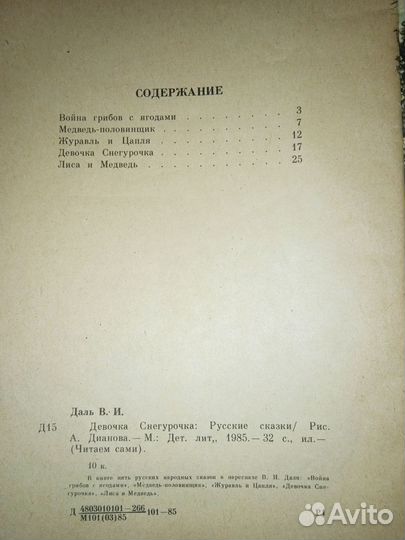 СОДЕРЖАНИЕ
Война грибов с ягодами . . . . . . . . 3
Медведь-половинщик . . . . . . . . . 7
Журавль и Цапля . . . . . . . . . . 12
Девочка Снегурочка . . . . . . . . . 17
Лиса и Медведь . . . . . . . . . . . 25
Даль В. И.
Д15 Девочка Снегурочка: Русские сказки/ Рис.
А. Дианова.— М.: Дет. лит., 1985.— 32 с., ил.—
(Читаем сами).
10 к.
В книге пять русских народных сказок в пересказе В. И. Даля: «Война
грибов с ягодами», «Медведь-половинщик», «Журавль и Цапля», «Девочка Сне-
гурочка», «Лиса и Медведь».
Д 4803010101—266 101—85
М101(03)85
Avito